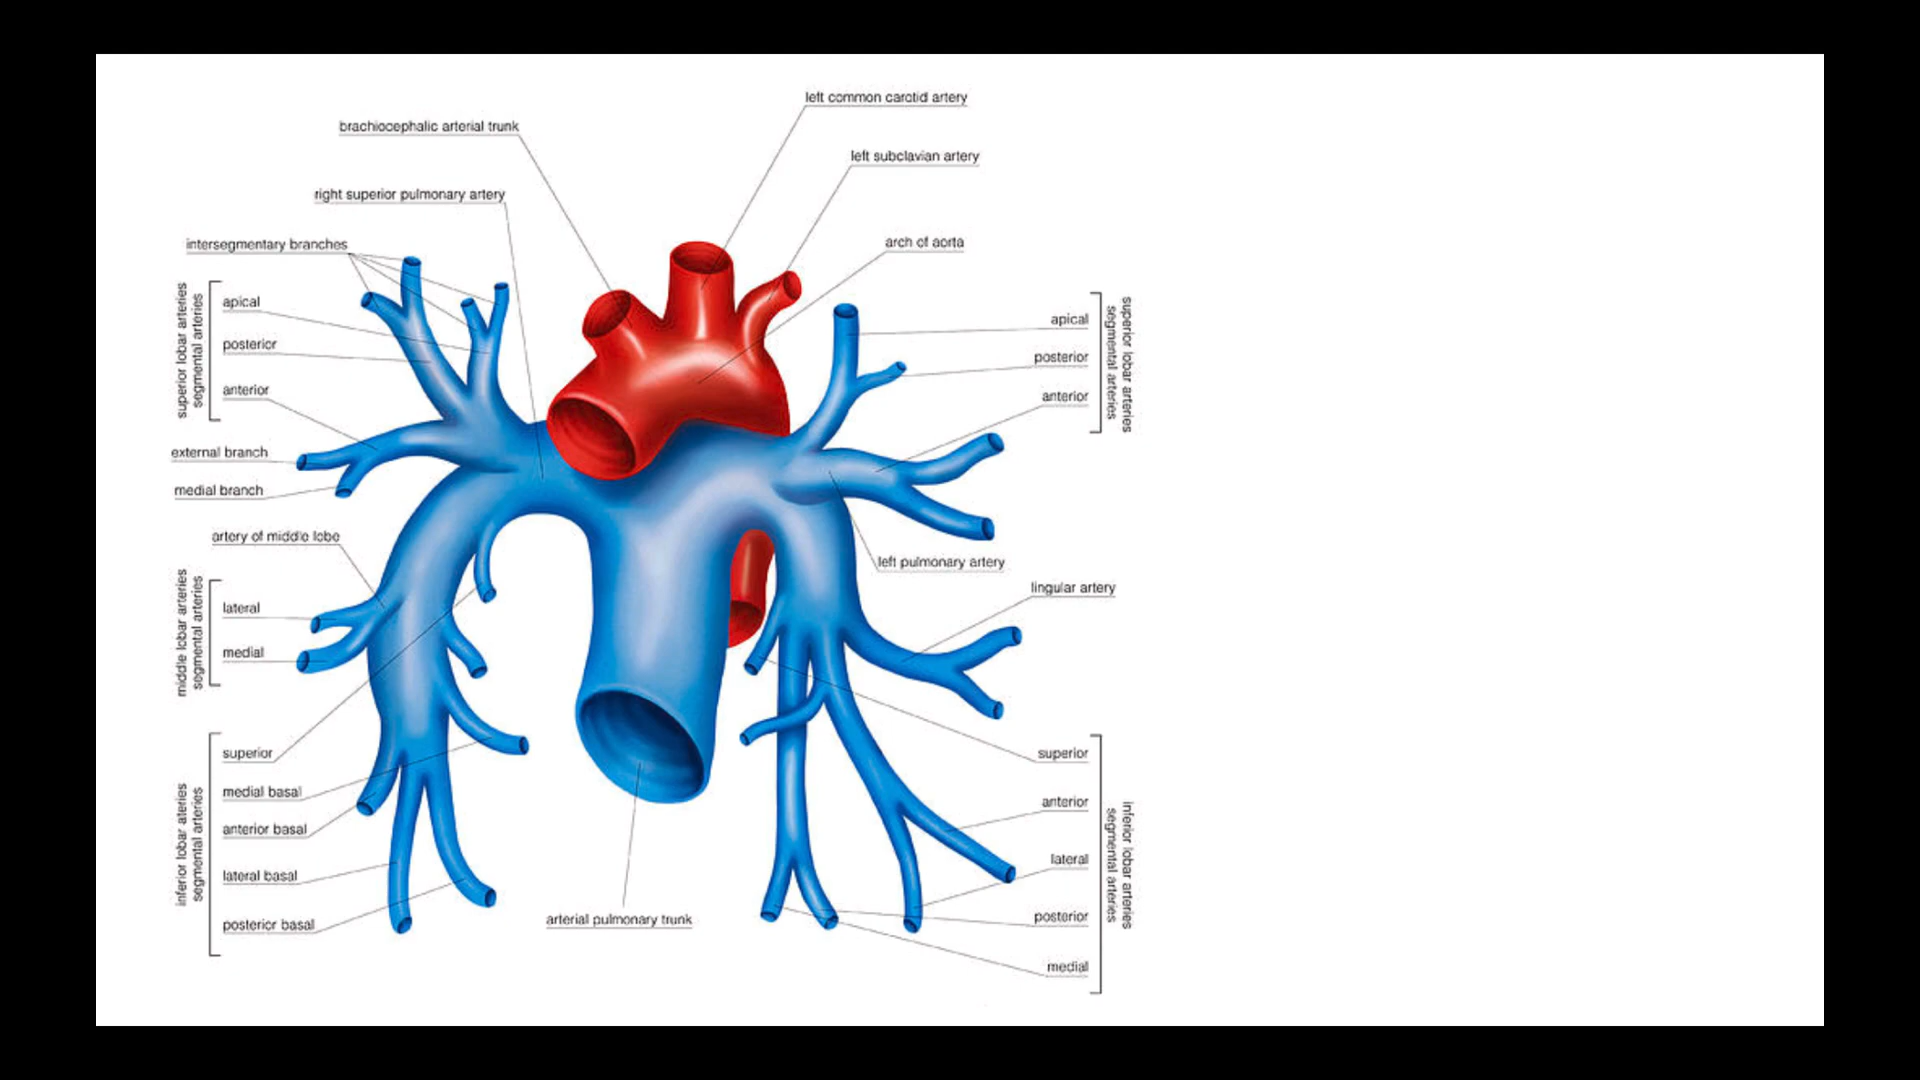 left common carotid artery
brachiocephalic arterial trunk
left subclavian artery
right superior pulmonary artery
arch of aorta
intersegmentary branches
superior lobar arteries
segmental arteries
apical
posterior
anterior
external branch
medial branch
artery of middle lobe
middle lobar arteries
segmental arteries
lateral
medial
inferior lobar ateries
segmental arteries
superior
medial basal
anterior basal
lateral basal
posterior basal
arterial pulmonary trunk
superior lobar arteries
segmental arteries
apical
posterior
anterior
left pulmonary artery
lingular artery
inferior lobar arteries
segmental arteries
superior
anterior
lateral
posterior
medial